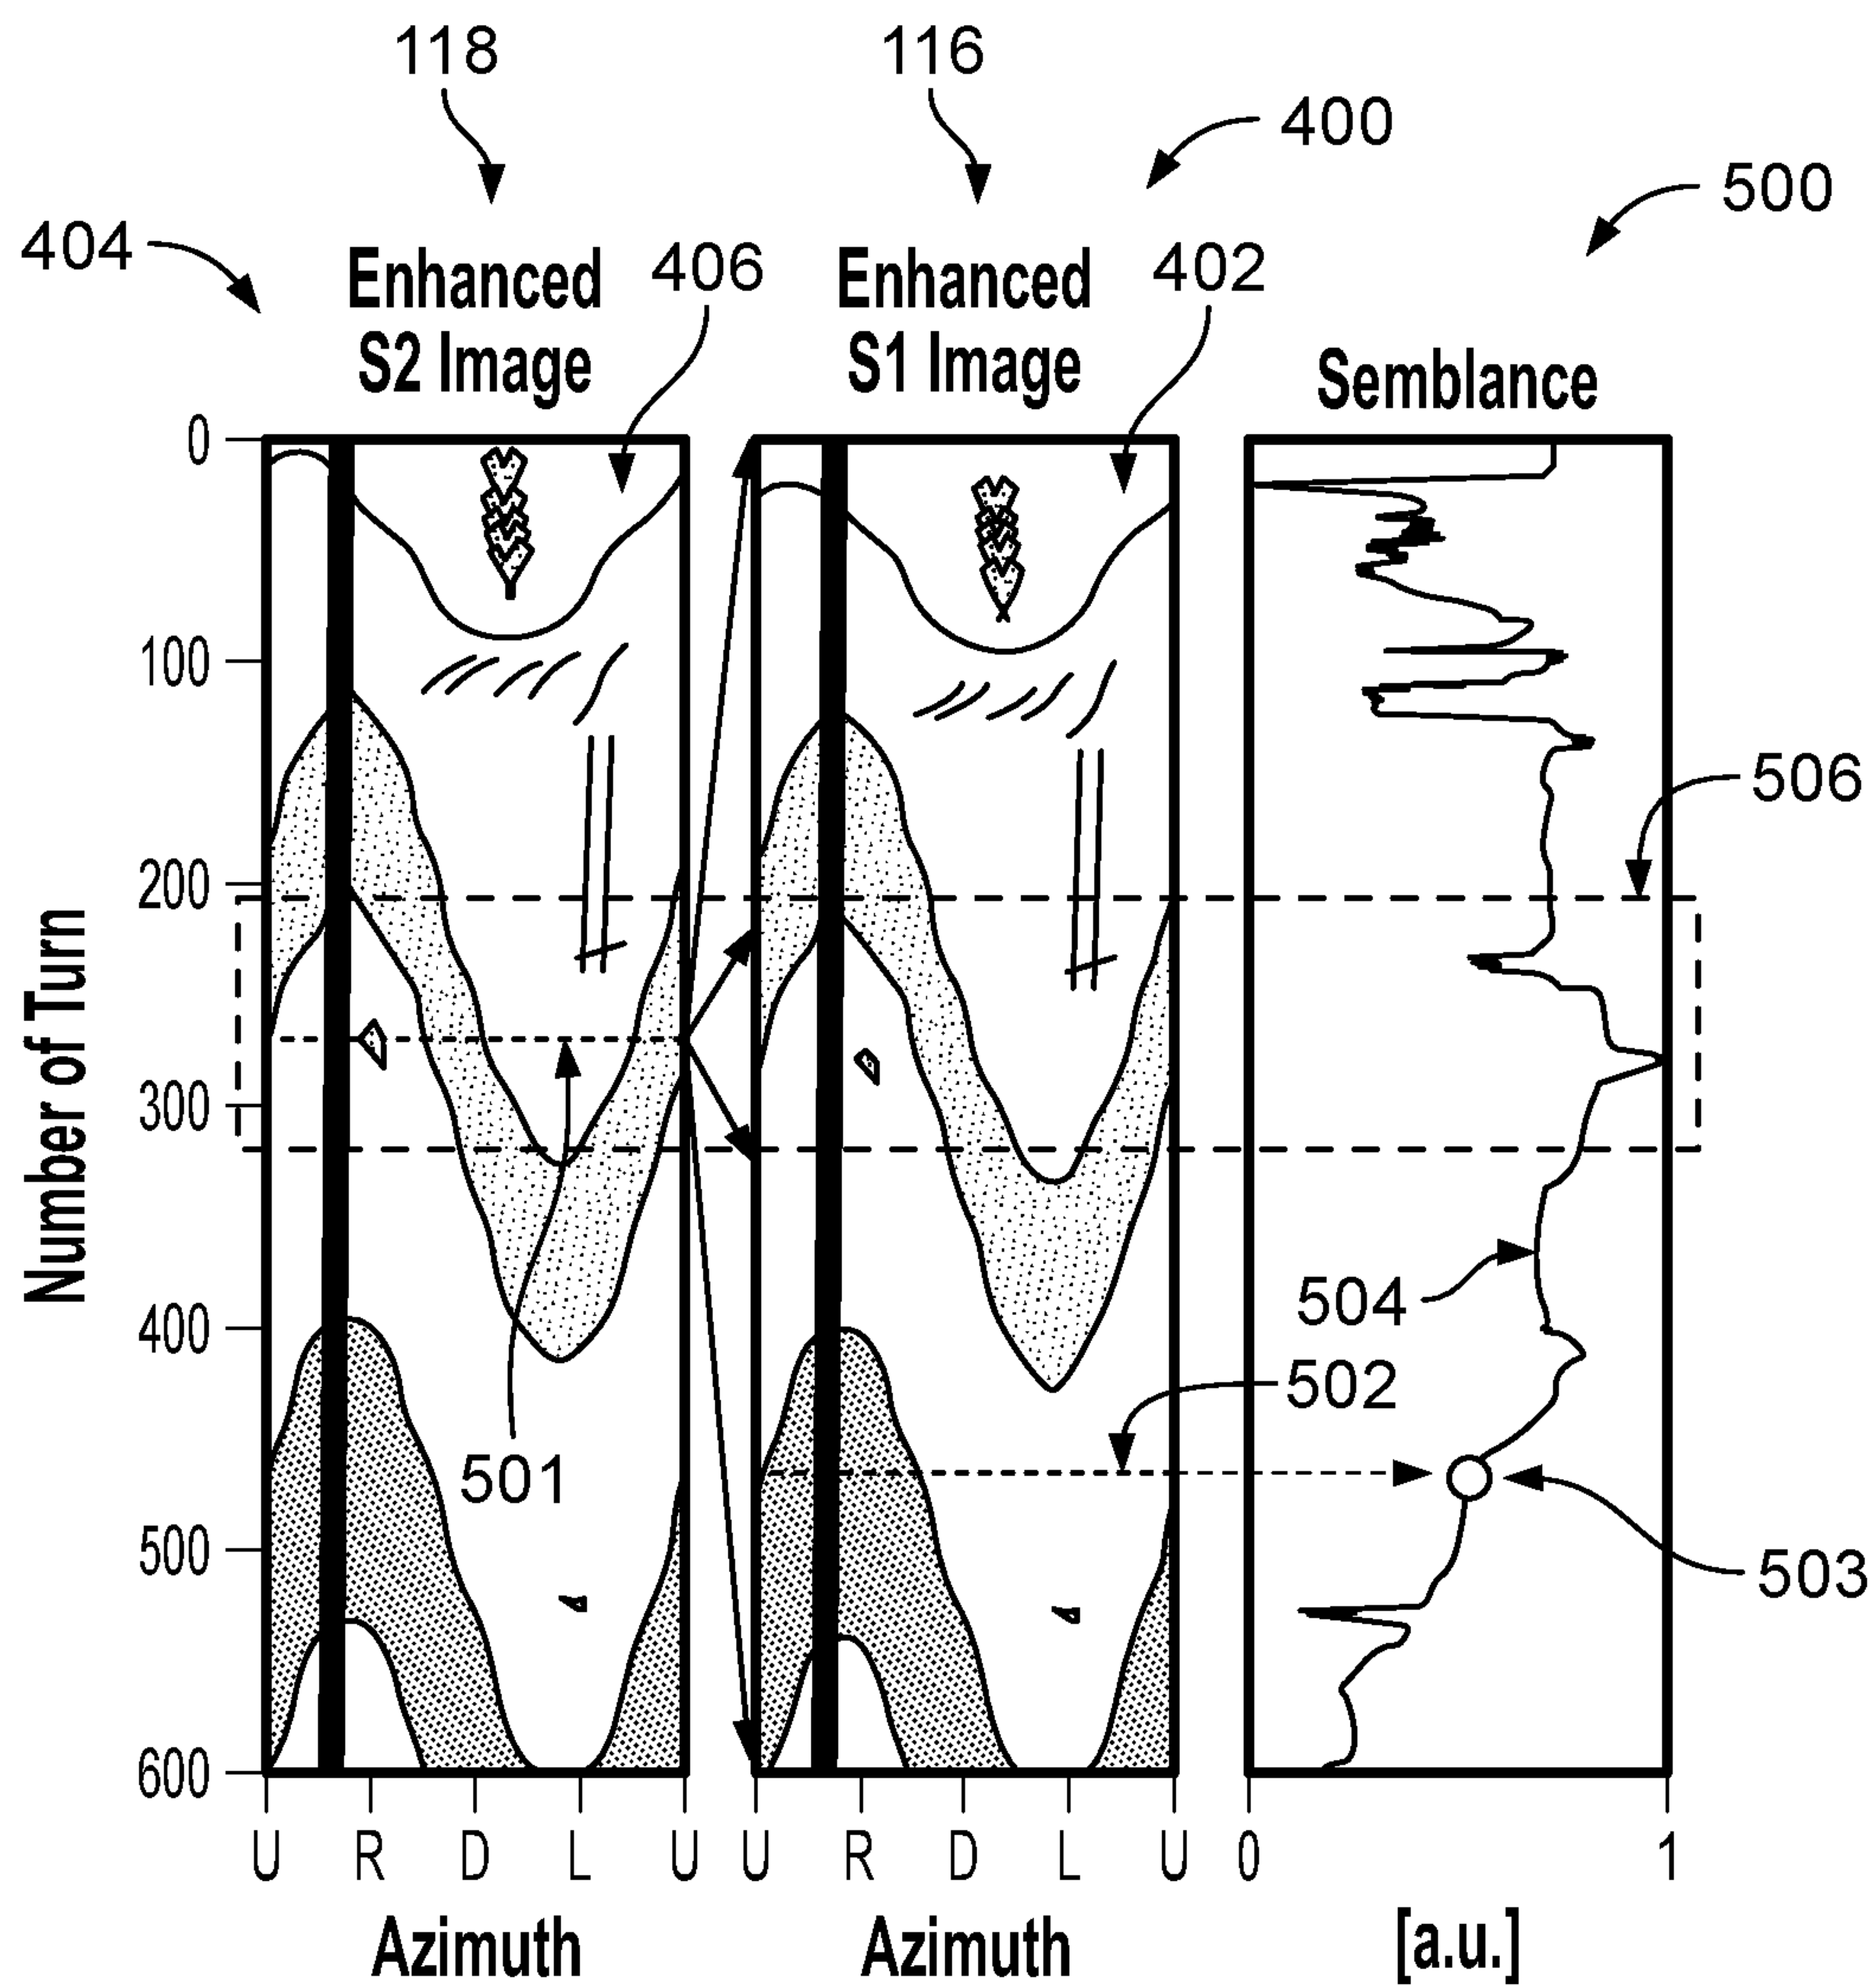 118
116
400
500
404
Enhanced
S2 Image
406
Enhanced
S1 Image
402
Semblance
0
100
506
200
Number of Turn
300
504
400
502
501
500
503
600
U R D L U U R D L U 0 1
Azimuth Azimuth [a.u.]